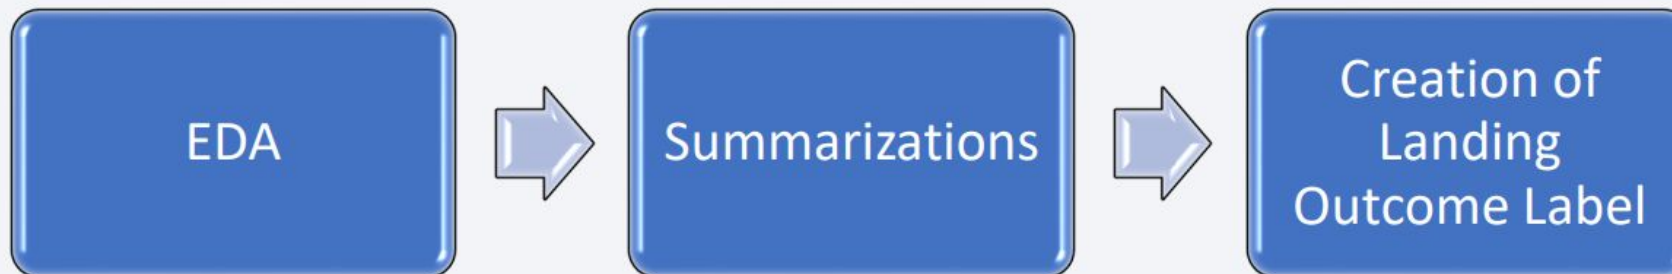 EDA
Summarizations
Creation of
Landing
Outcome Label